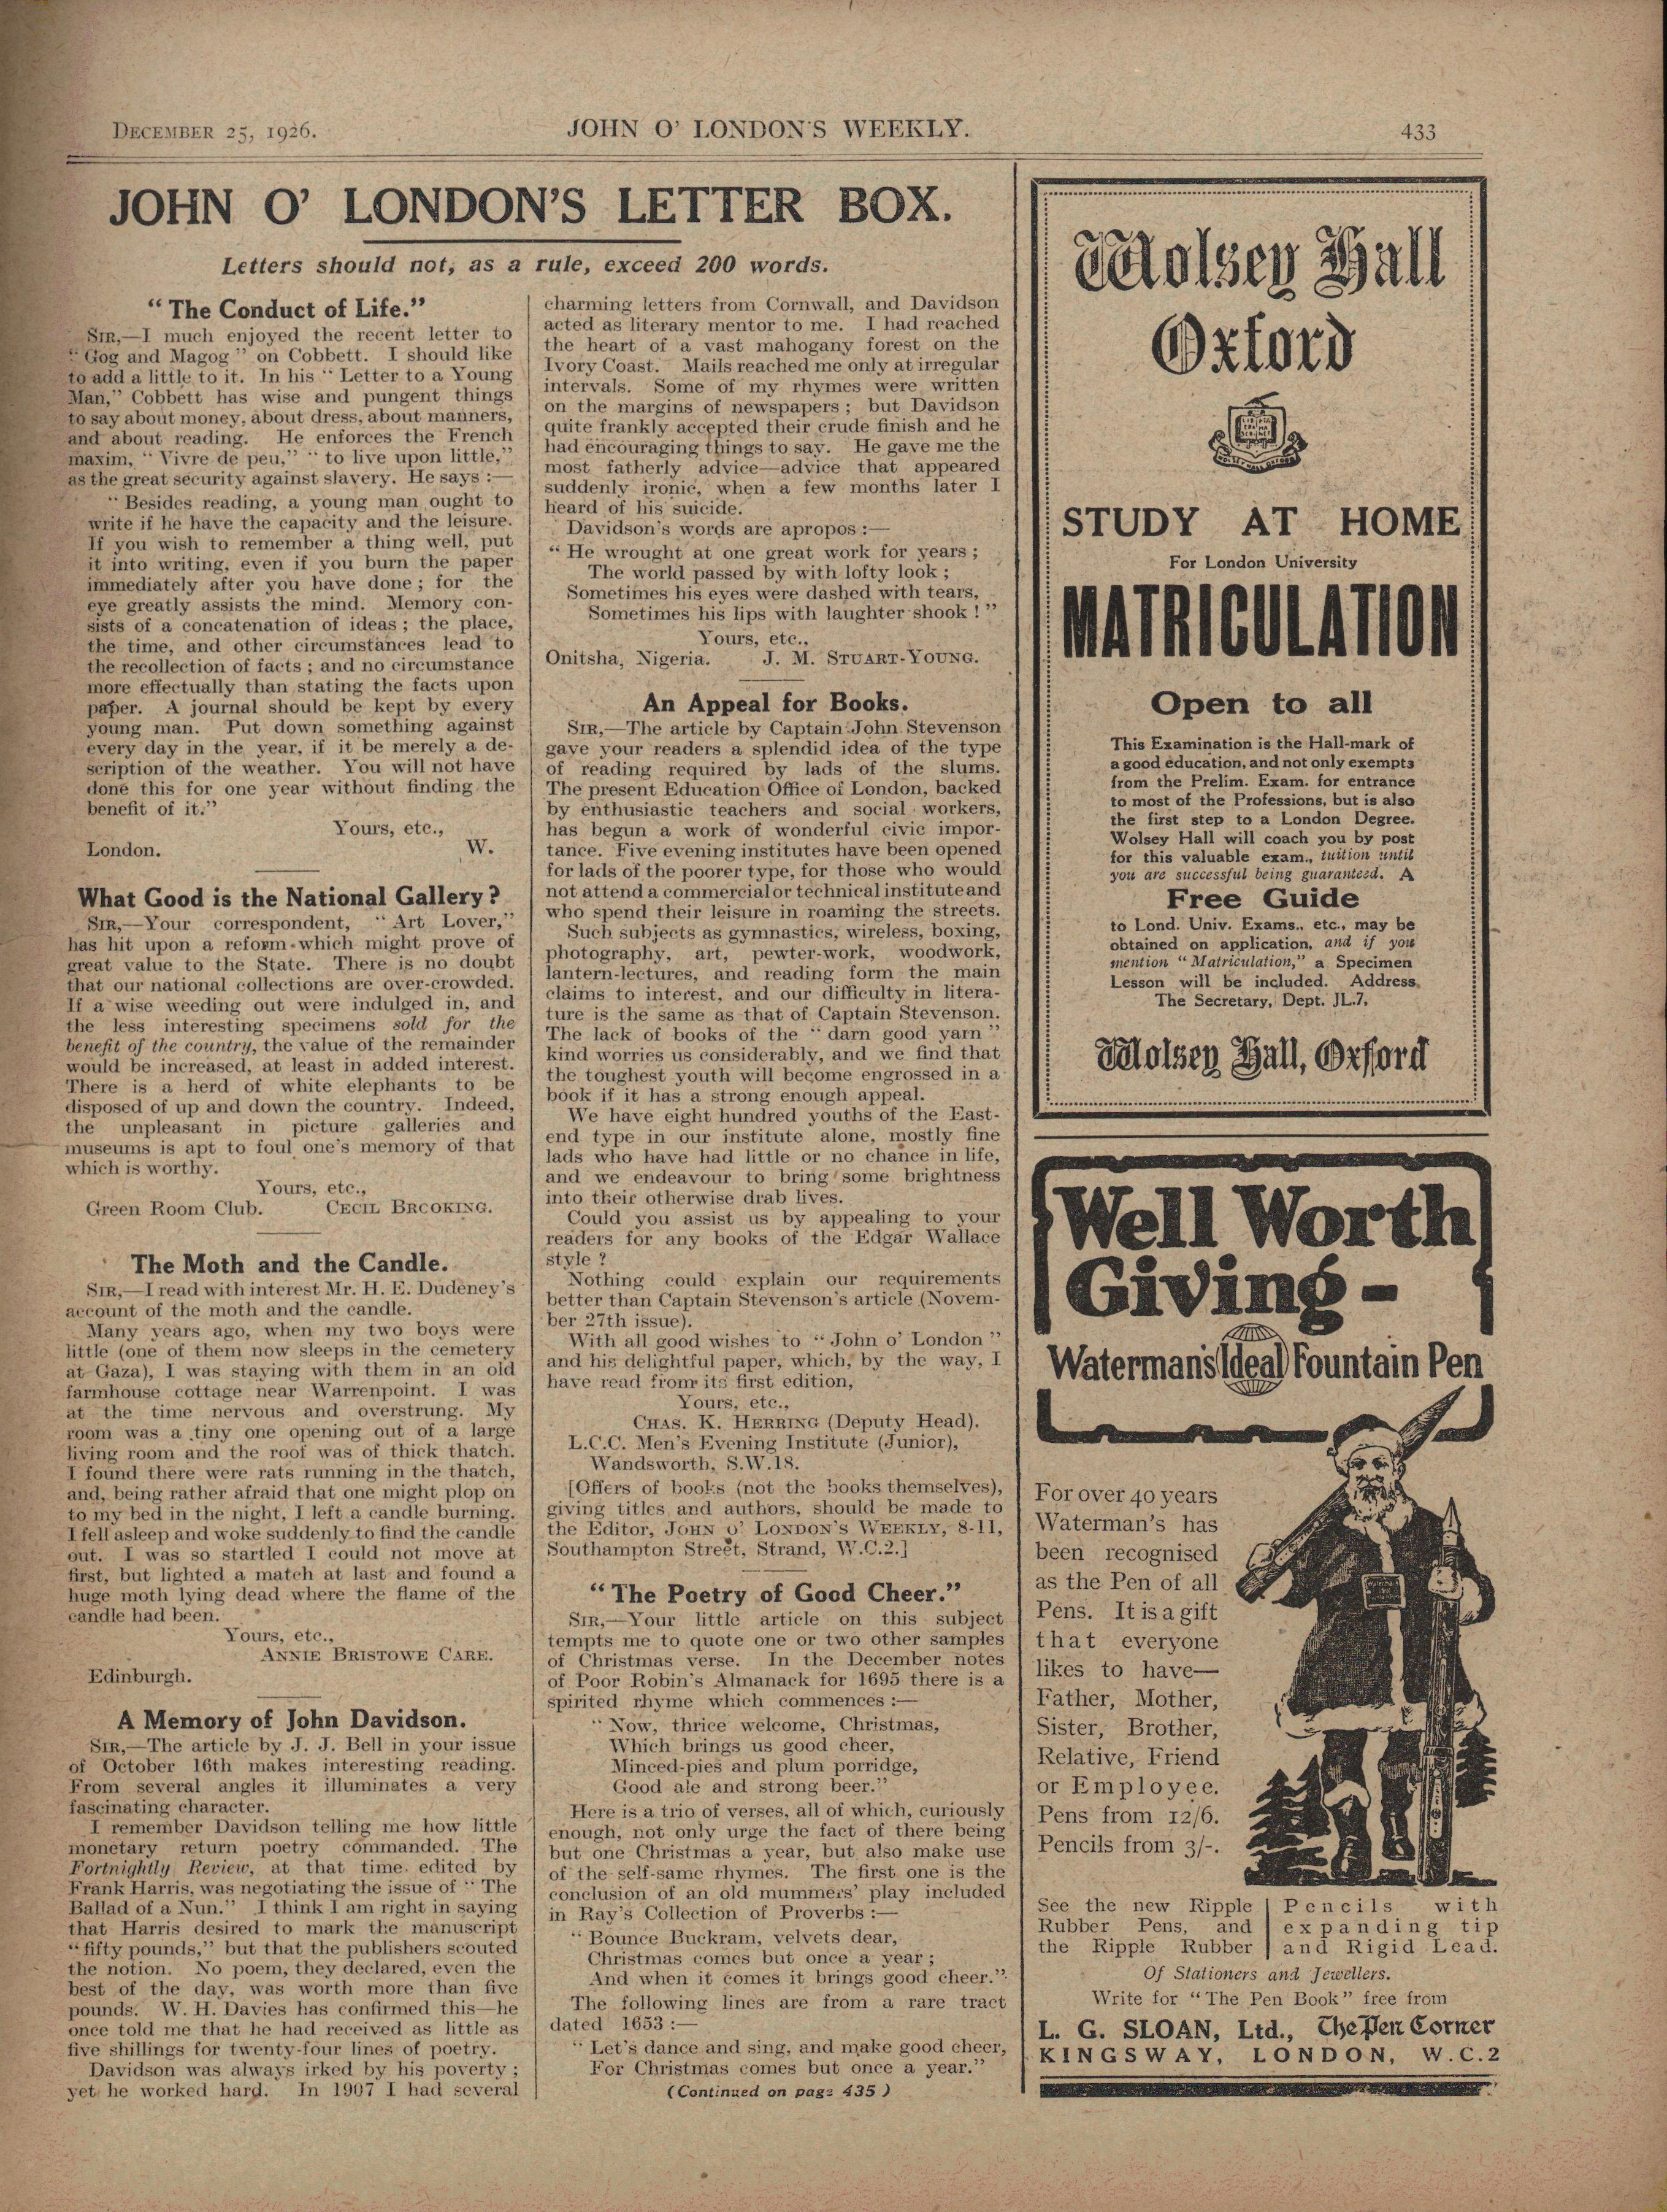 DECEMBER 25, 1926.
JOHN O' LONDON'S WEEKLY.
433
JOHN O' LONDON'S LETTER BOX.
Letters should not, as a rule, exceed 200 words.
“ The Conduct of Life.”
SIR,—I much enjoyed the recent letter to
“ Gog and Magog ” on Cobbett. I should like
to add a little to it. In his “ Letter to a Young
Man,” Cobbett has wise and pungent things
to say about money, about dress, about manners,
and about reading. He enforces the French
maxim, “ Vivre de peu,” “ to live upon little,”
as the great security against slavery. He says :—
“ Besides reading, a young man ought to
write if he have the capacity and the leisure.
If you wish to remember a thing well, put
it into writing, even if you burn the paper
immediately after you have done ; for the
eye greatly assists the mind. Memory con-
sists of a concatenation of ideas ; the place,
the time, and other circumstances lead to
the recollection of facts ; and no circumstance
more effectually than stating the facts upon
paper. A journal should be kept by every
young man. Put down something against
every day in the year, if it be merely a de-
scription of the weather. You will not have
done this for one year without finding the
benefit of it.”
Yours, etc.,
London. W.
What Good is the National Gallery ?
SIR,—Your correspondent, “ Art Lover,”
has hit upon a reform which might prove of
great value to the State. There is no doubt
that our national collections are over-crowded.
If a wise weeding out were indulged in, and
the less interesting specimens sold for the
benefit of the country, the value of the remainder
would be increased, at least in added interest.
There is a herd of white elephants to be
disposed of up and down the country. Indeed,
the unpleasant in picture galleries and
museums is apt to foul one's memory of that
which is worthy.
Yours, etc.,
Green Room Club. CECIL BROOKING.
The Moth and the Candle.
SIR,—I read with interest Mr. H. E. Dudeney's
account of the moth and the candle.
Many years ago, when my two boys were
little (one of them now sleeps in the cemetery
at Gaza), I was staying with them in an old
farmhouse cottage near Warrenpoint. I was
at the time nervous and overstrung. My
room was a tiny one opening out of a large
living room and the roof was of thick thatch.
I found there were rats running in the thatch,
and, being rather afraid that one might plop on
to my bed in the night, I left a candle burning.
I fell asleep and woke suddenly to find the candle
out. I was so startled I could not move at
first, but lighted a match at last and found a
huge moth lying dead where the flame of the
candle had been.
Yours, etc.,
ANNIE BRISTOWE CARE.
Edinburgh.
A Memory of John Davidson.
SIR,—The article by J. J. Bell in your issue
of October 16th makes interesting reading.
From several angles it illuminates a very
fascinating character.
I remember Davidson telling me how little
monetary return poetry commanded. The
Fortnightly Review, at that time edited by
Frank Harris, was negotiating the issue of “ The
Ballad of a Nun.” I think I am right in saying
that Harris desired to mark the manuscript
“ fifty pounds,” but that the publishers scouted
the notion. No poem, they declared, even the
best of the day, was worth more than five
pounds. W. H. Davies has confirmed this—he
once told me that he had received as little as
five shillings for twenty-four lines of poetry.
Davidson was always irked by his poverty ;
yet he worked hard. In 1907 I had several
charming letters from Cornwall, and Davidson
acted as literary mentor to me. I had reached
the heart of a vast mahogany forest on the
Ivory Coast. Mails reached me only at irregular
intervals. Some of my rhymes were written
on the margins of newspapers ; but Davidson
quite frankly accepted their crude finish and he
had encouraging things to say. He gave me the
most fatherly advice—advice that appeared
suddenly ironic, when a few months later I
heard of his suicide.
Davidson's words are apropos :—
“ He wrought at one great work for years ;
The world passed by with lofty look ;
Sometimes his eyes were dashed with tears,
Sometimes his lips with laughter shook ! ”
Yours, etc.,
Onitsha, Nigeria. J. M. STUART-YOUNG.
An Appeal for Books.
SIR,—The article by Captain John Stevenson
gave your readers a splendid idea of the type
of reading required by lads of the slums.
The present Education Office of London, backed
by enthusiastic teachers and social workers,
has begun a work of wonderful civic impor-
tance. Five evening institutes have been opened
for lads of the poorer type, for those who would
not attend a commercial or technical institute and
who spend their leisure in roaming the streets.
Such subjects as gymnastics, wireless, boxing,
photography, art, pewter-work, woodwork,
lantern-lectures, and reading form the main
claims to interest, and our difficulty in litera-
ture is the same as that of Captain Stevenson.
The lack of books of the “ darn good yarn ”
kind worries us considerably, and we find that
the toughest youth will become engrossed in a
book if it has a strong enough appeal.
We have eight hundred youths of the East-
end type in our institute alone, mostly fine
lads who have had little or no chance in life,
and we endeavour to bring some brightness
into their otherwise drab lives.
Could you assist us by appealing to your
readers for any books of the Edgar Wallace
style ?
Nothing could explain our requirements
better than Captain Stevenson's article (Novem-
ber 27th issue).
With all good wishes to “ John o' London ”
and his delightful paper, which, by the way, I
have read from its first edition,
Yours, etc.,
CHAS. K. HERRING (Deputy Head).
L.C.C. Men's Evening Institute (Junior),
Wandsworth, S.W.18.
[Offers of books (not the books themselves),
giving titles and authors, should be made to
the Editor, JOHN O' LONDON'S WEEKLY, 8-11,
Southampton Street, Strand, W.C.2.]
“ The Poetry of Good Cheer.”
SIR,—Your little article on this subject
tempts me to quote one or two other samples
of Christmas verse. In the December notes
of Poor Robin's Almanack for 1695 there is a
spirited rhyme which commences :—
“ Now, thrice welcome, Christmas,
Which brings us good cheer,
Minced-pies and plum porridge,
Good ale and strong beer.”
Here is a trio of verses, all of which, curiously
enough, not only urge the fact of there being
but one Christmas a year, but also make use
of the self-same rhymes. The first one is the
conclusion of an old mummers' play included
in Ray's Collection of Proverbs :—
“ Bounce Buckram, velvets dear,
Christmas comes but once a year ;
And when it comes it brings good cheer.”
The following lines are from a rare tract
dated 1653 :—
“ Let's dance and sing, and make good cheer,
For Christmas comes but once a year.”
(Continued on page 435 )
Wolsey Hall
Oxford
STUDY AT HOME
For London University
MATRICULATION
Open to all
This Examination is the Hall-mark of
a good education, and not only exempts
from the Prelim. Exam. for entrance
to most of the Professions, but is also
the first step to a London Degree.
Wolsey Hall will coach you by post
for this valuable exam., tuition until
you are successful being guaranteed. A
Free Guide
to Lond. Univ. Exams., etc., may be
obtained on application, and if you
mention “ Matriculation,” a Specimen
Lesson will be included. Address,
The Secretary, Dept. JL.7,
Wolsey Hall, Oxford
Well Worth
Giving -
Waterman's Ideal Fountain Pen
For over 40 years
Waterman's has
been recognised
as the Pen of all
Pens. It is a gift
that everyone
likes to have—
Father, Mother,
Sister, Brother,
Relative, Friend
or Employee.
Pens from 12/6.
Pencils from 3/-.
See the new Ripple
Rubber Pens, and
the Ripple Rubber
Pencils with
expanding tip
and Rigid Lead.
Of Stationers and Jewellers.
Write for “The Pen Book” free from
L. G. SLOAN, Ltd., The Pen Corner
KINGSWAY, LONDON, W.C.2